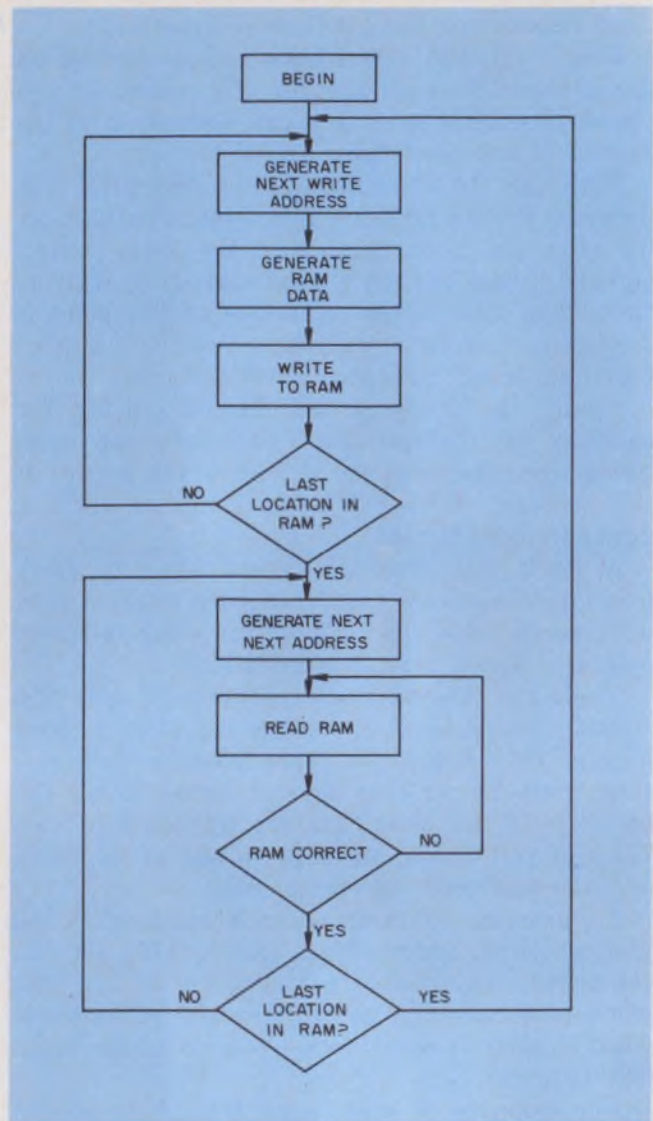 BEGIN
GENERATE
NEXT WRITE
ADDRESS
GENERATE
RAM
DATA
WRITE
TO RAM
LAST
LOCATION IN
RAM ?
NO
YES
GENERATE NEXT
NEXT ADDRESS
READ RAM
RAM CORRECT
NO
YES
LAST
LOCATION
IN RAM?
NO
YES